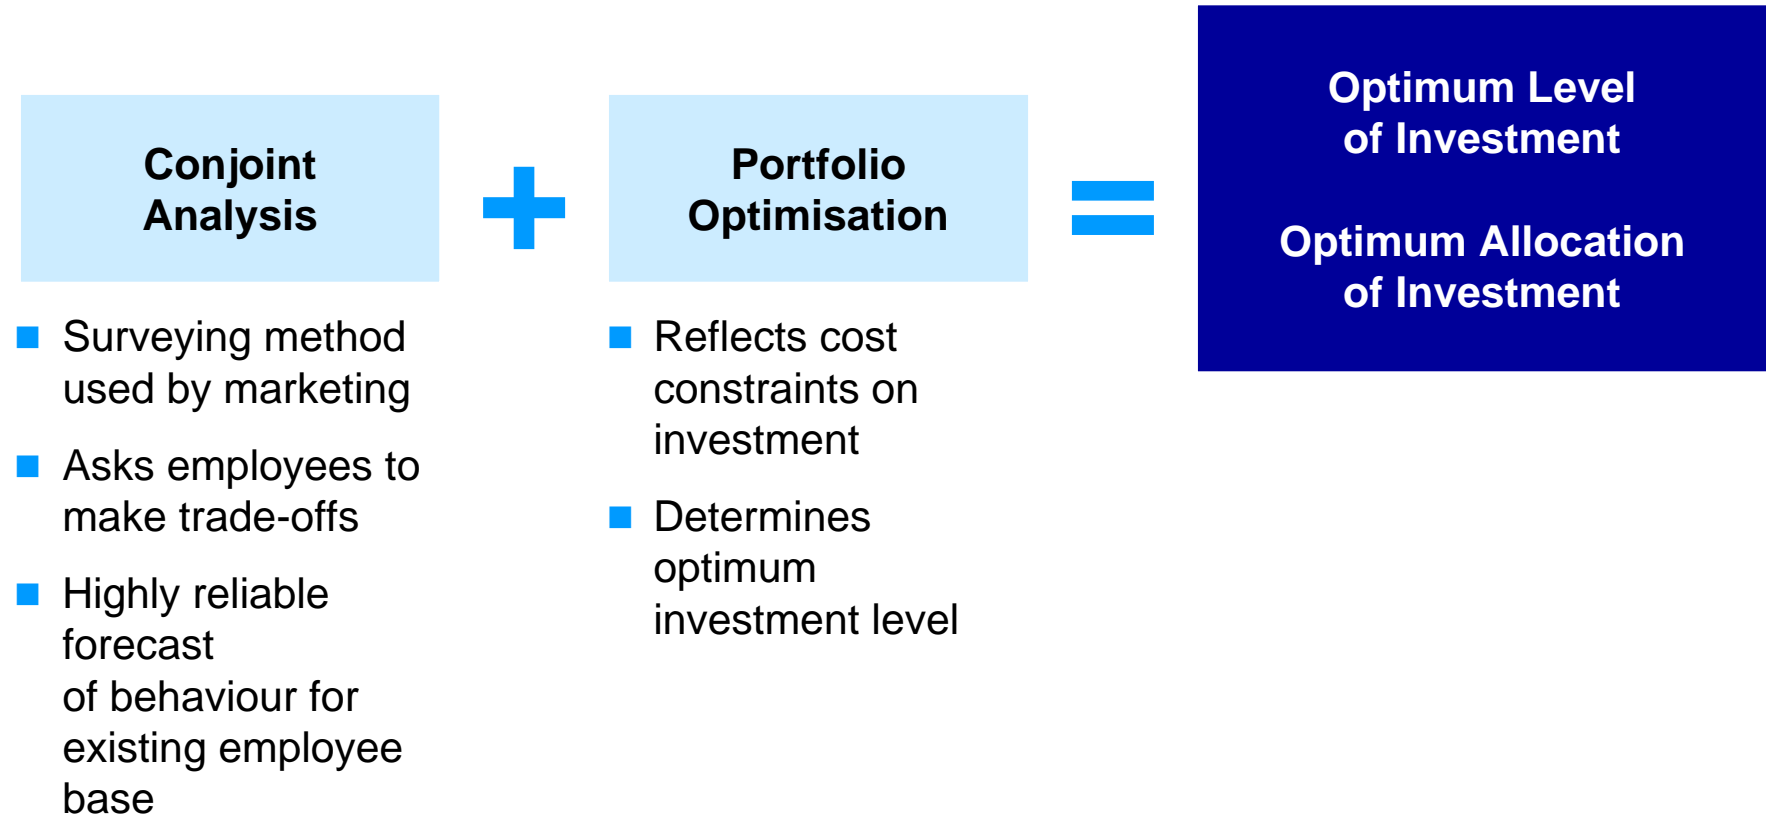 Conjoint
Analysis
Surveying method
used by marketing
Asks employees to
make trade-offs
Highly reliable
forecast
of behaviour for
existing employee
base
+
Portfolio
Optimisation
Reflects cost
constraints on
investment
Determines
optimum
investment level
=
Optimum Level
of Investment
Optimum Allocation
of Investment